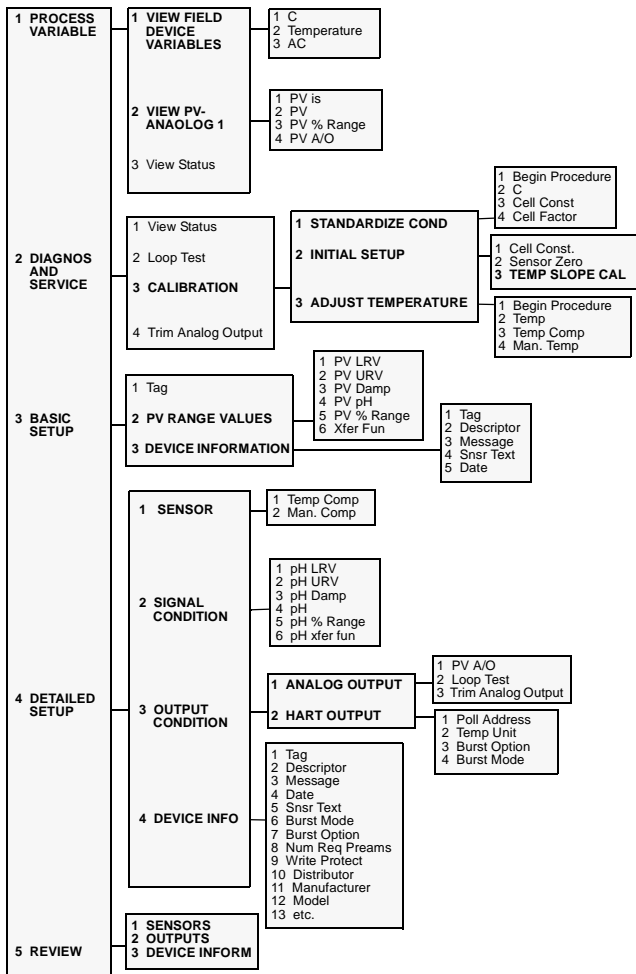 1 PROCESS
VARIABLE
1 VIEW FIELD
DEVICE
VARIABLES
1 C
2 Temperature
3 AC
2 VIEW PV-
ANAOLOG 1
1 PV is
2 PV
3 PV % Range
4 PV A/O
3 View Status
2 DIAGNOS
AND
SERVICE
1 View Status
2 Loop Test
3 CALIBRATION
4 Trim Analog Output
1 STANDARDIZE COND
2 INITIAL SETUP
3 ADJUST TEMPERATURE
1 Begin Procedure
2 C
3 Cell Const
4 Cell Factor
1 Cell Const.
2 Sensor Zero
3 TEMP SLOPE CAL
1 Begin Procedure
2 Temp
3 Temp Comp
4 Man. Temp
3 BASIC
SETUP
1 Tag
2 PV RANGE VALUES
3 DEVICE INFORMATION
1 PV LRV
2 PV URV
3 PV Damp
4 PV pH
5 PV % Range
6 Xfer Fun
1 Tag
2 Descriptor
3 Message
4 Snsr Text
5 Date
4 DETAILED
SETUP
1 SENSOR
1 Temp Comp
2 Man. Comp
2 SIGNAL
CONDITION
1 pH LRV
2 pH URV
3 pH Damp
4 pH
5 pH % Range
6 pH xfer fun
3 OUTPUT
CONDITION
1 ANALOG OUTPUT
2 HART OUTPUT
1 PV A/O
2 Loop Test
3 Trim Analog Output
1 Poll Address
2 Temp Unit
3 Burst Option
4 Burst Mode
4 DEVICE INFO
1 Tag
2 Descriptor
3 Message
4 Date
5 Snsr Text
6 Burst Mode
7 Burst Option
8 Num Req Preams
9 Write Protect
10 Distributor
11 Manufacturer
12 Model
13 etc.
5 REVIEW
1 SENSORS
2 OUTPUTS
3 DEVICE INFORM